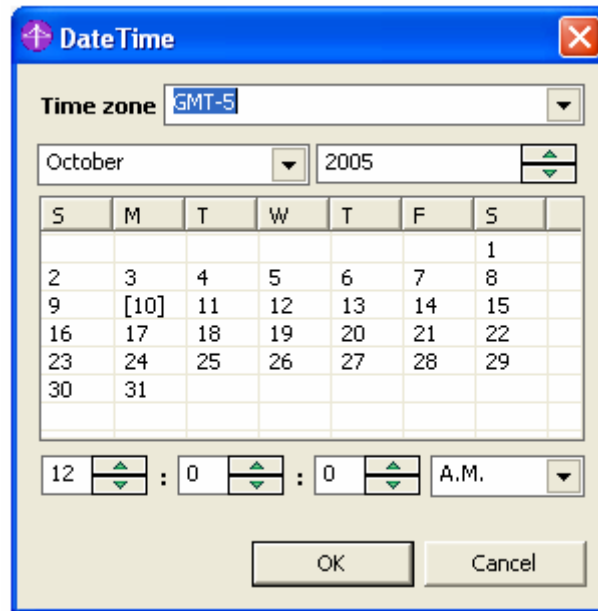 DateTime
Time zone GMT-5
October 2005
S M T W T F S
1
2 3 4 5 6 7 8
9 [10] 11 12 13 14 15
16 17 18 19 20 21 22
23 24 25 26 27 28 29
30 31
12 : 0 : 0 A.M.
OK Cancel